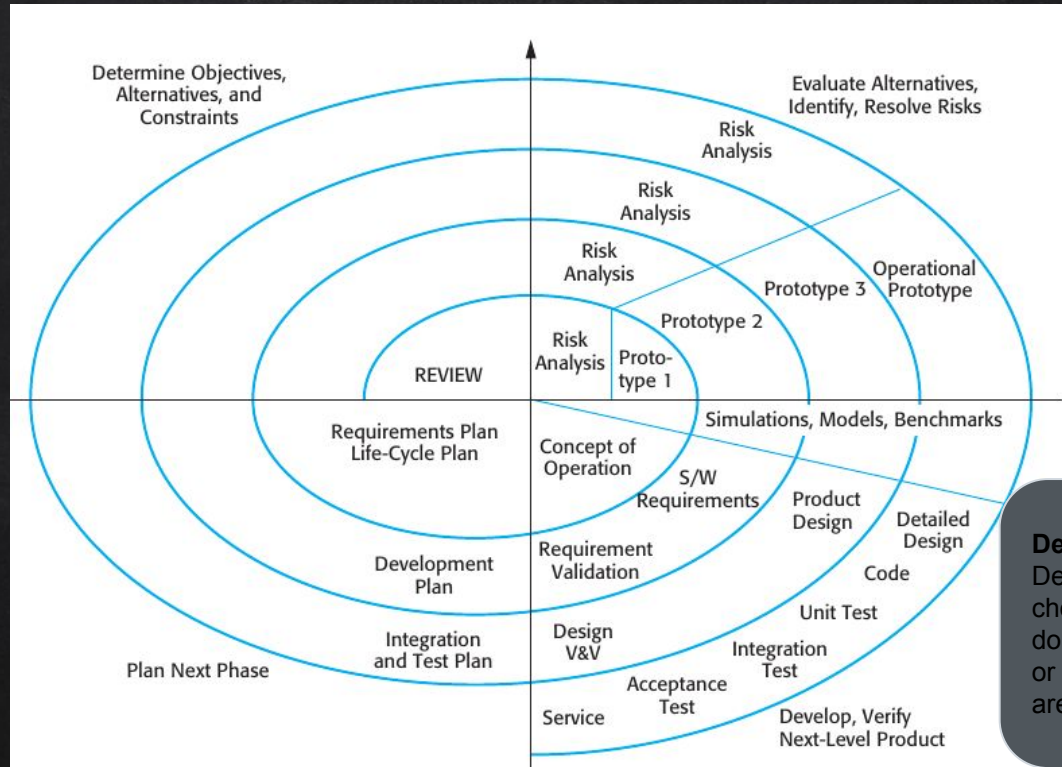 Determine Objectives,
Alternatives, and
Constraints
Evaluate Alternatives,
Identify, Resolve Risks
Risk
Analysis
Risk
Analysis
Risk
Analysis
Risk
Analysis
Proto-
type 1
Prototype 2
Prototype 3
Operational
Prototype
REVIEW
Requirements Plan
Life-Cycle Plan
Concept of
Operation
Simulations, Models, Benchmarks
S/W
Requirements
Product
Design
Detailed
Design
Development
Plan
Requirement
Validation
Code
Unit Test
Integration
and Test Plan
Design
V&V
Integration
Test
Plan Next Phase
Acceptance
Test
Service
Develop, Verify
Next-Level Product
De
De
or
are